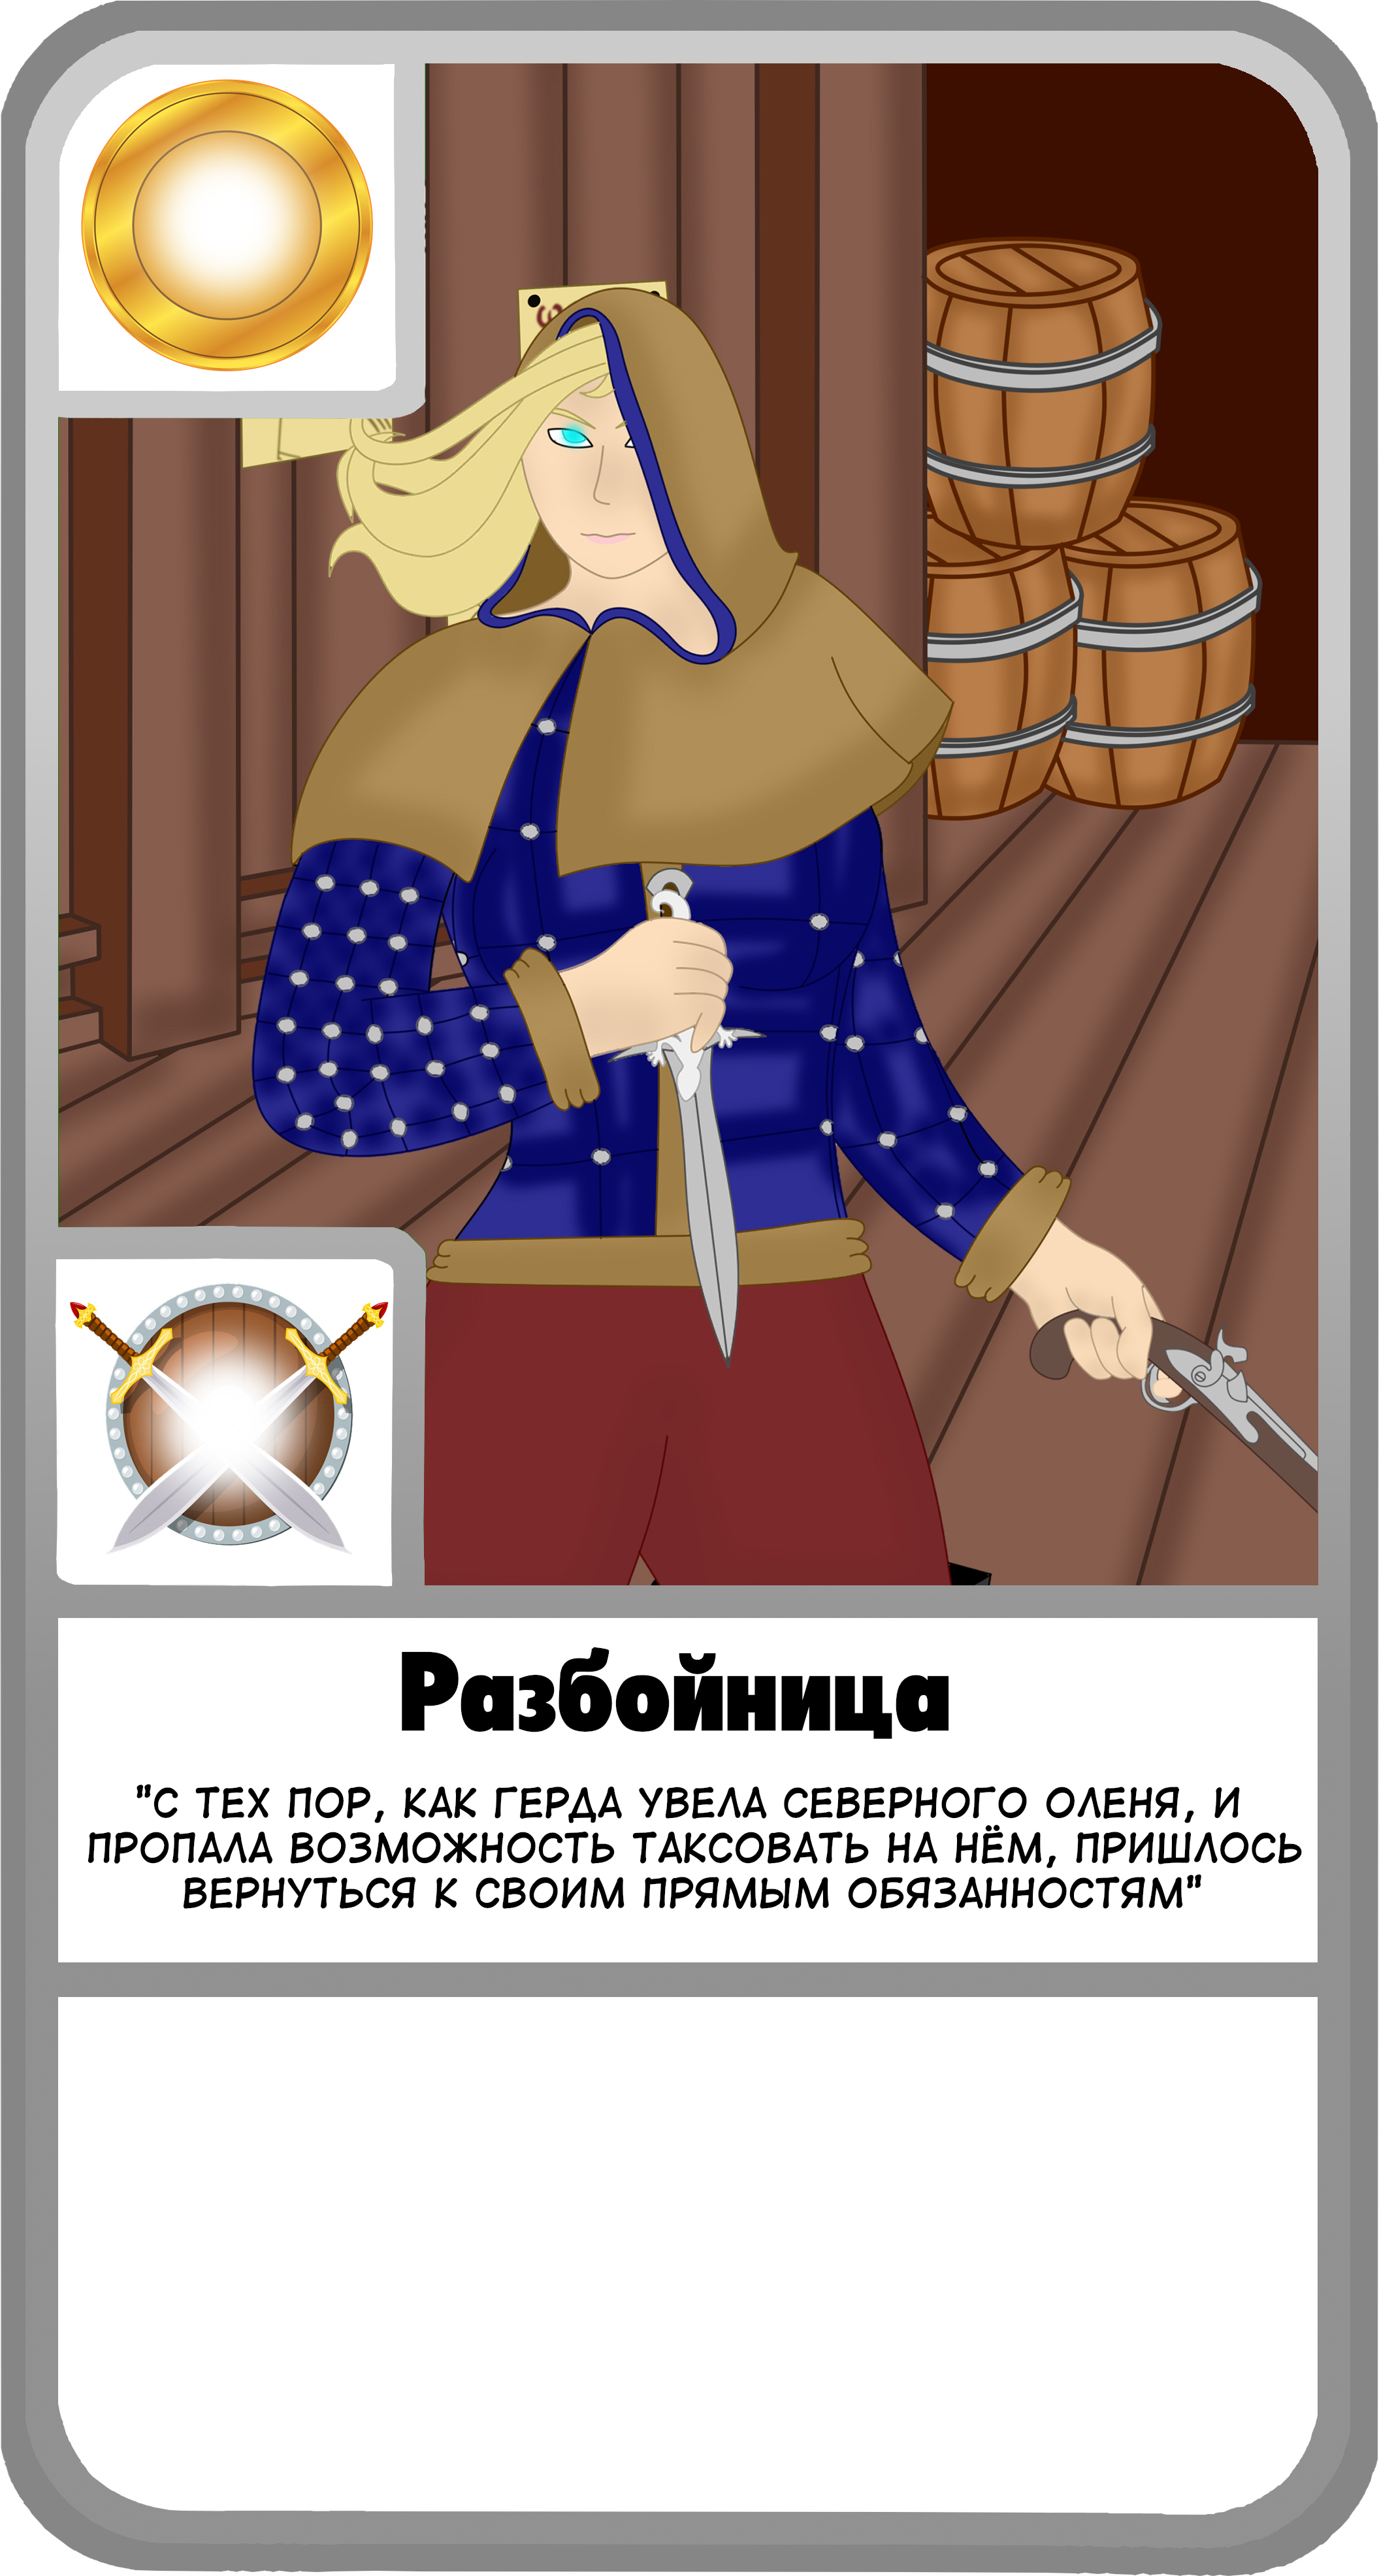 Разбойница
"С ТЕХ ПОР, КАК ГЕРДА УВЕЛА СЕВЕРНОГО ОЛЕНЯ, И
ПРОПАЛА ВОЗМОЖНОСТЬ ТАКСОВАТЬ НА НЁМ, ПРИШЛОСЬ
ВЕРНУТЬСЯ К СВОИМ ПРЯМЫМ ОБЯЗАННОСТЯМ"